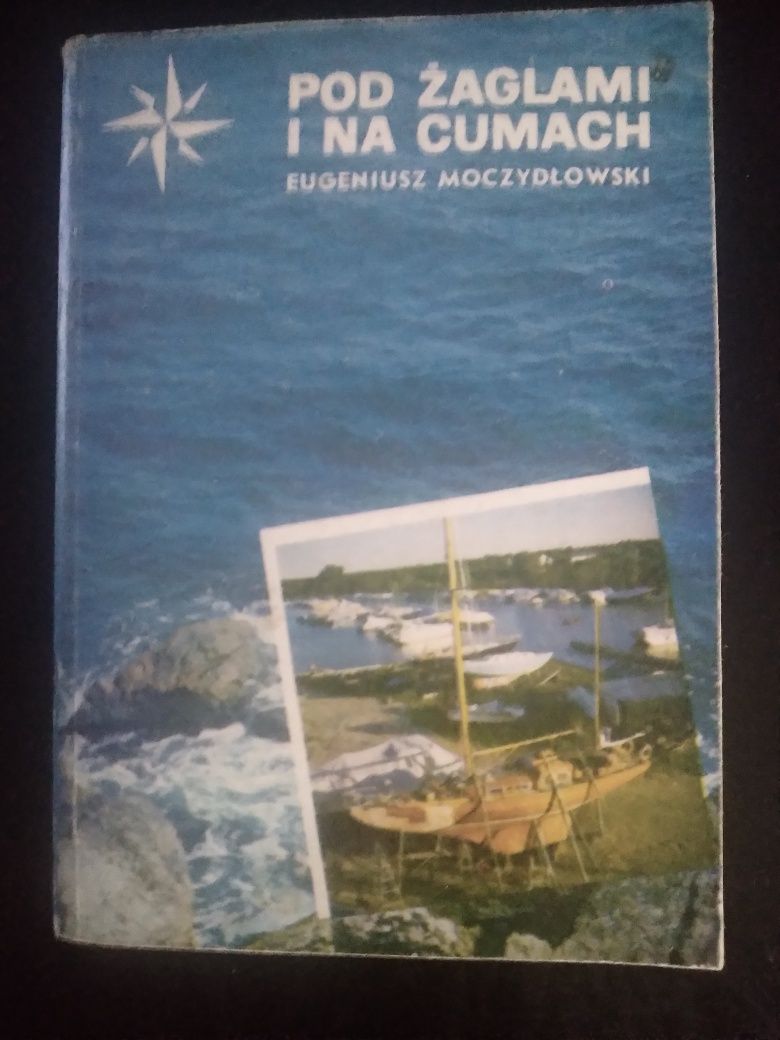 POD ŻAGLAMI
I NA CUMACH
EUGENIUSZ MOCZYDŁOWSKI